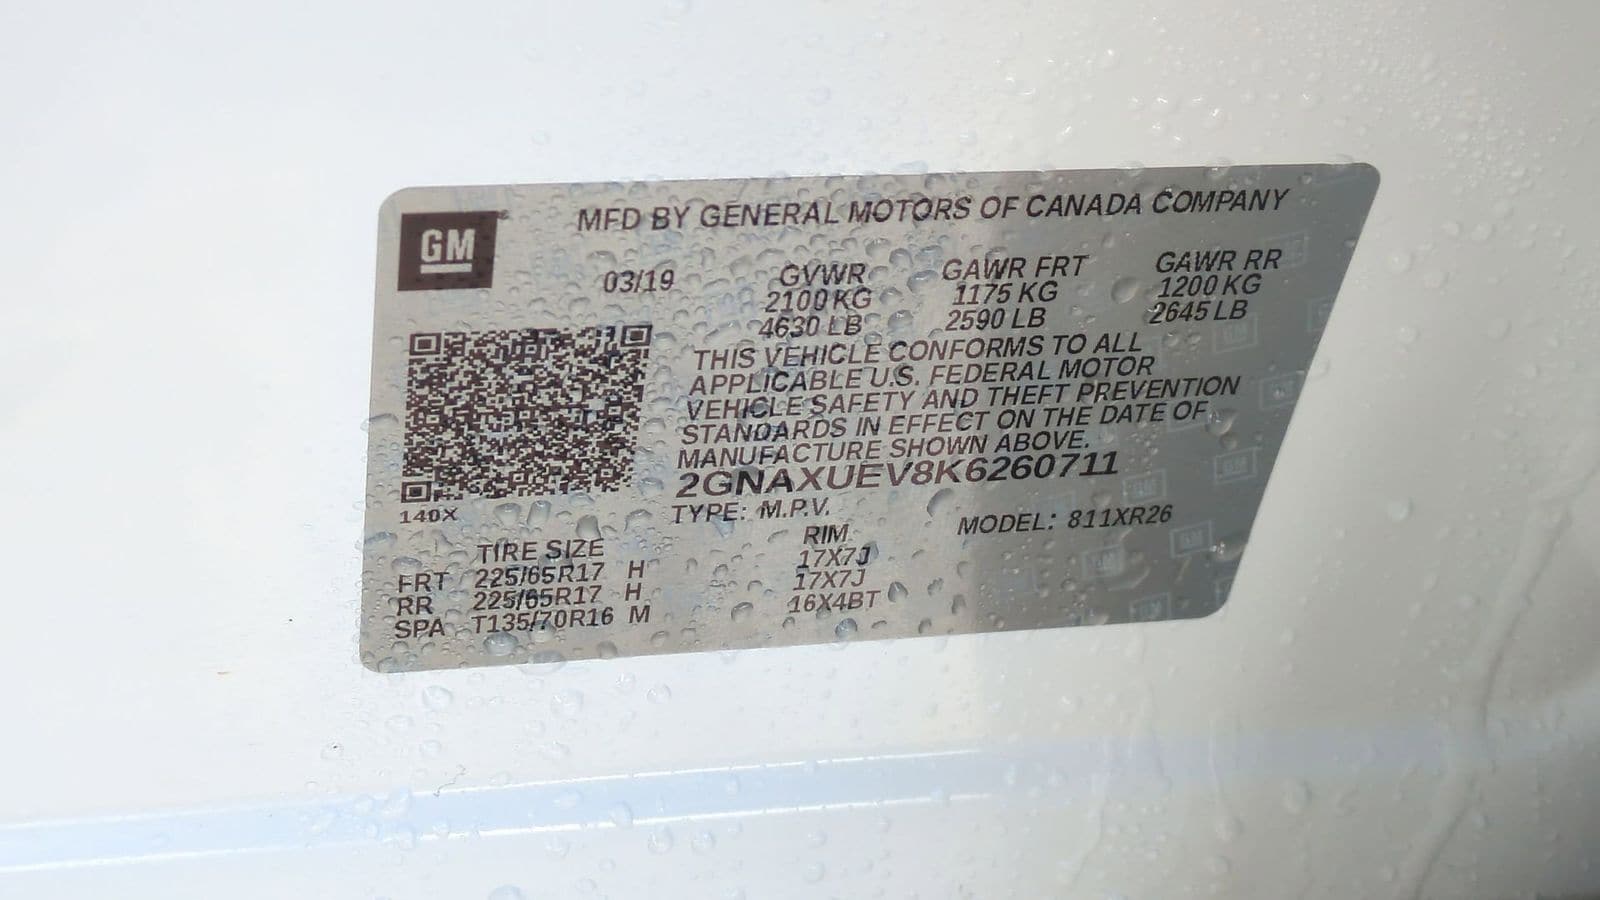 GM
MFD BY GENERAL MOTORS OF CANADA COMPANY
03/19 GVWR GAWR FRT GAWR RR
2100 KG 1175 KG 1200 KG
4630 LB 2590 LB 2645 LB
THIS VEHICLE CONFORMS TO ALL
APPLICABLE U.S. FEDERAL MOTOR
VEHICLE SAFETY AND THEFT PREVENTION
STANDARDS IN EFFECT ON THE DATE OF
MANUFACTURE SHOWN ABOVE.
2GNAXUEV8K6260711
140X
TYPE: M.P.V. MODEL: 811XR26
TIRE SIZE RIM
FRT 225/65R17 H 17X7J
RR 225/65R17 H 17X7J
SPA T135/70R16 M 16X4BT